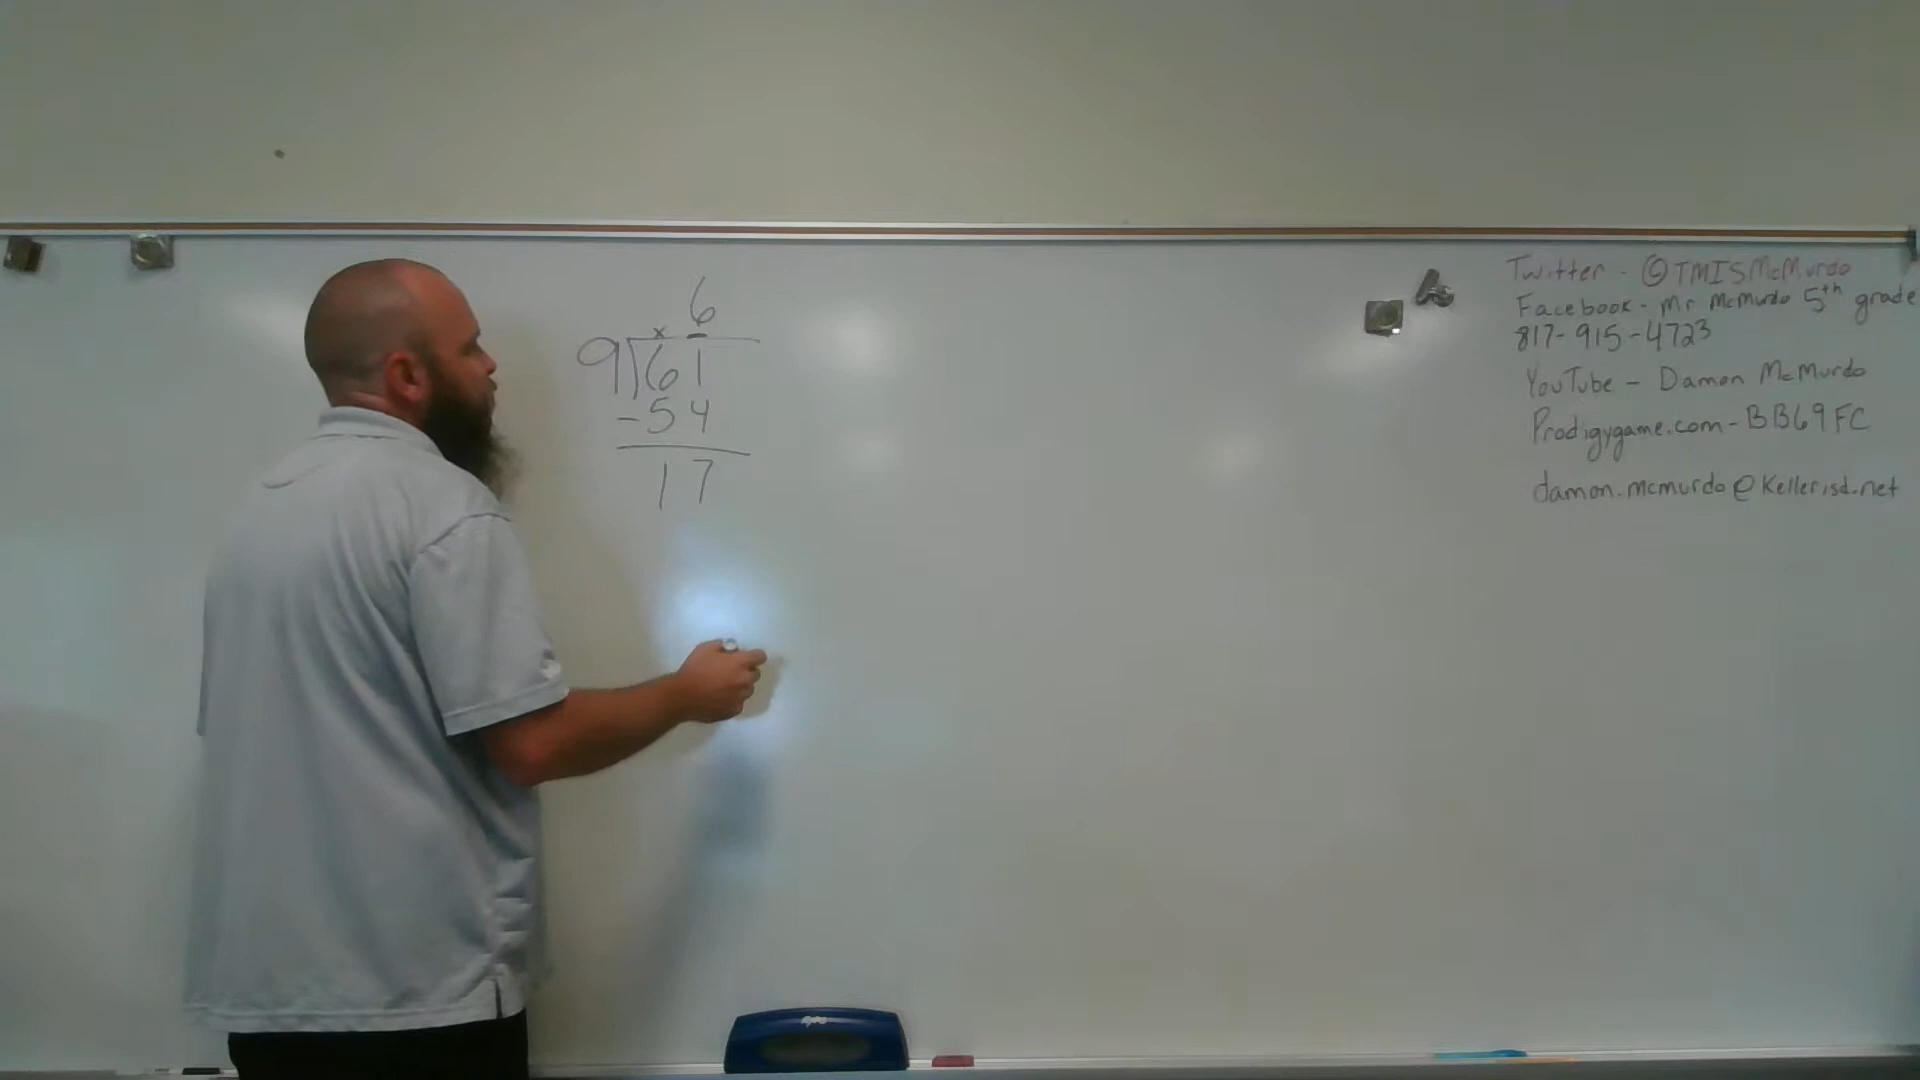 6
x
9)61
-54
17
Twitter - @TMISMcMurdo
Facebook - Mr McMurdo 5th grade
817-915-4723
YouTube - Damon McMurdo
Prodigygame.com - BB69FC
damon.mcmurdo@Kellerisd.net
expo